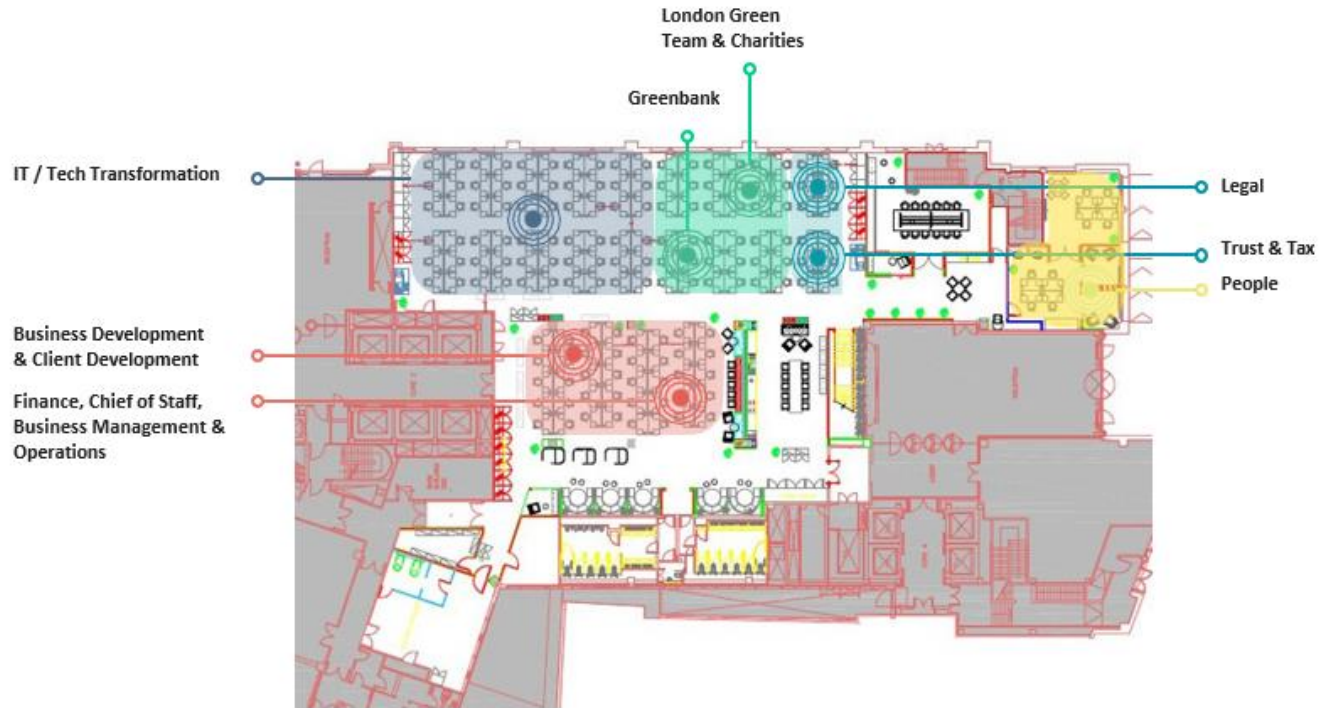 London Green
Team & Charities
Greenbank
IT / Tech Transformation
Legal
Trust & Tax
People
Business Development
& Client Development
Finance, Chief of Staff,
Business Management &
Operations